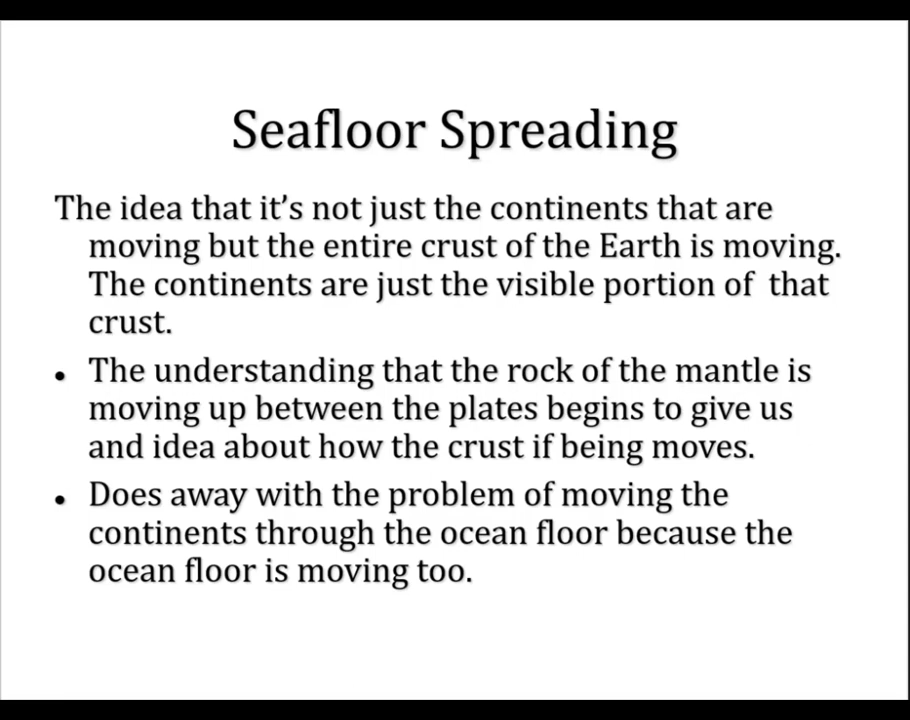 Seafloor Spreading
The idea that it's not just the continents that are
moving but the entire crust of the Earth is moving.
The continents are just the visible portion of that
crust.
• The understanding that the rock of the mantle is
moving up between the plates begins to give us
and idea about how the crust if being moves.
• Does away with the problem of moving the
continents through the ocean floor because the
ocean floor is moving too.